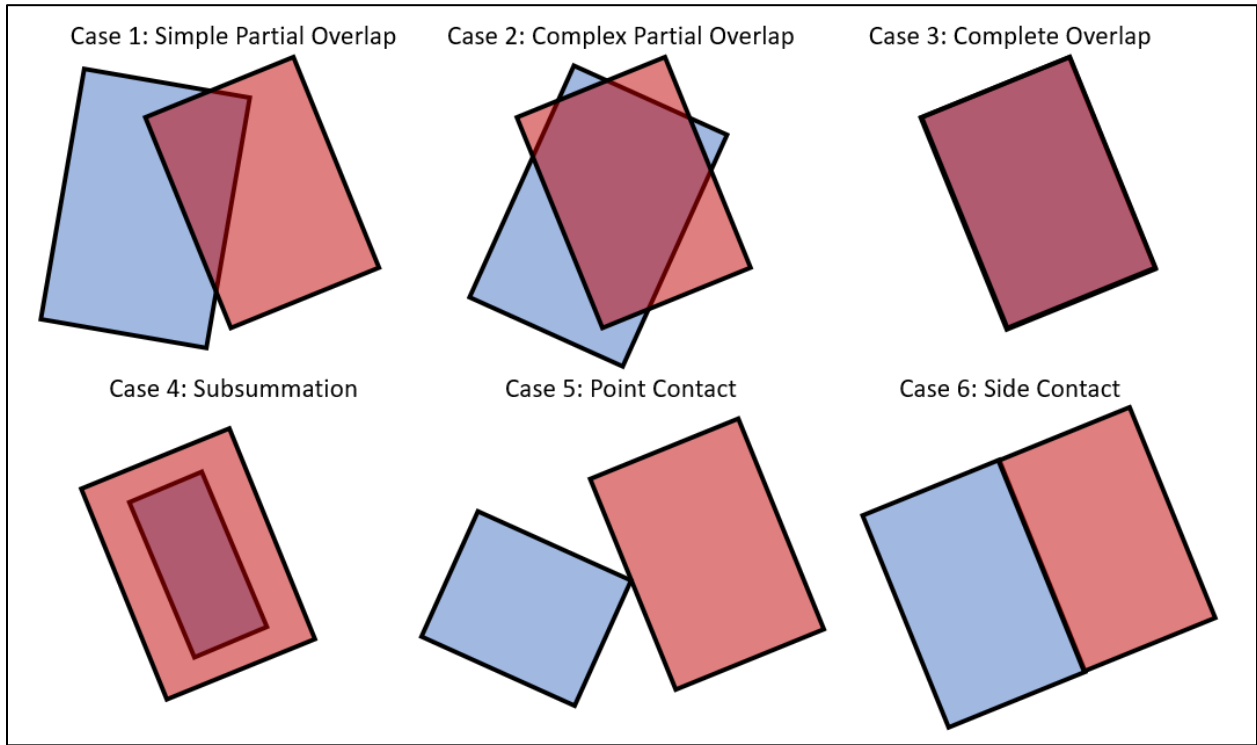 Case 1: Simple Partial Overlap
Case 2: Complex Partial Overlap
Case 3: Complete Overlap
Case 4: Subsummation
Case 5: Point Contact
Case 6: Side Contact